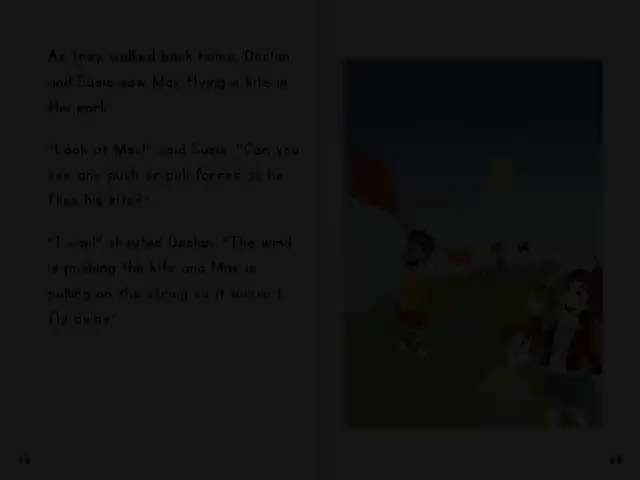 As they walked back home, Declan
and Susie saw Max flying a kite in
the park.
"Look at Max!" said Susie. "Can you
see any push or pull forces as he
flies his kite?"
"I can!" shouted Declan. "The wind
is pushing the kite and Max is
pulling on the string so it doesn't
fly away."